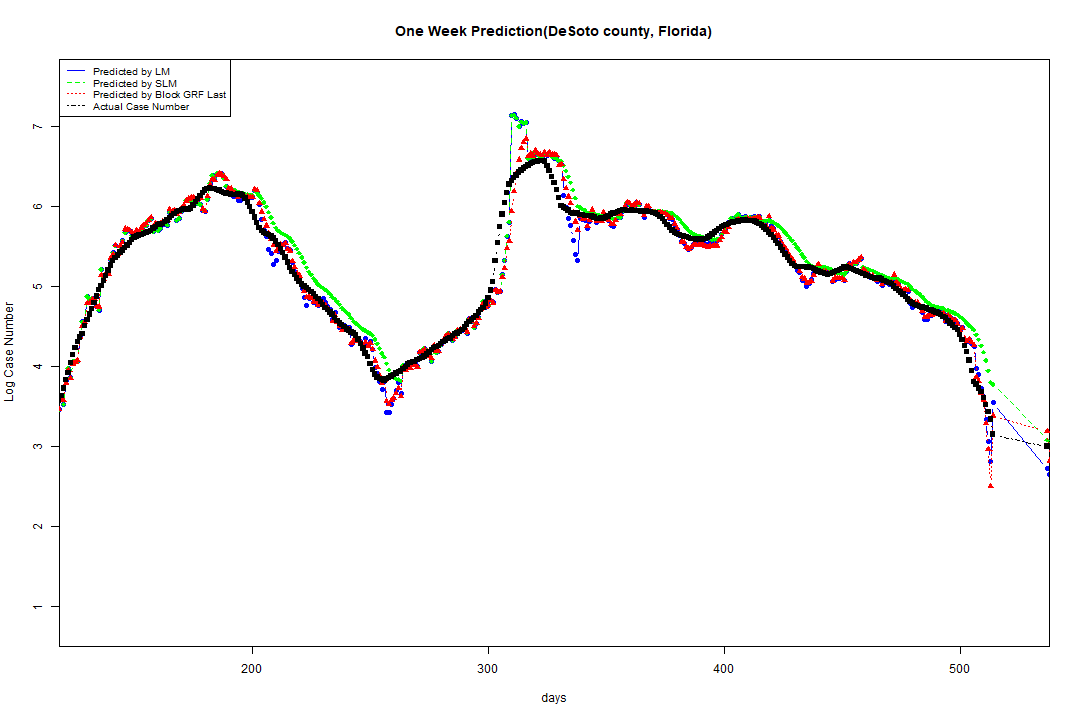 One Week Prediction(DeSoto county, Florida)
Predicted by LM
Predicted by SLM
Predicted by Block GRF Last
Actual Case Number
7
6
5
4
3
2
1
Log Case Number
200 300 400 500
days